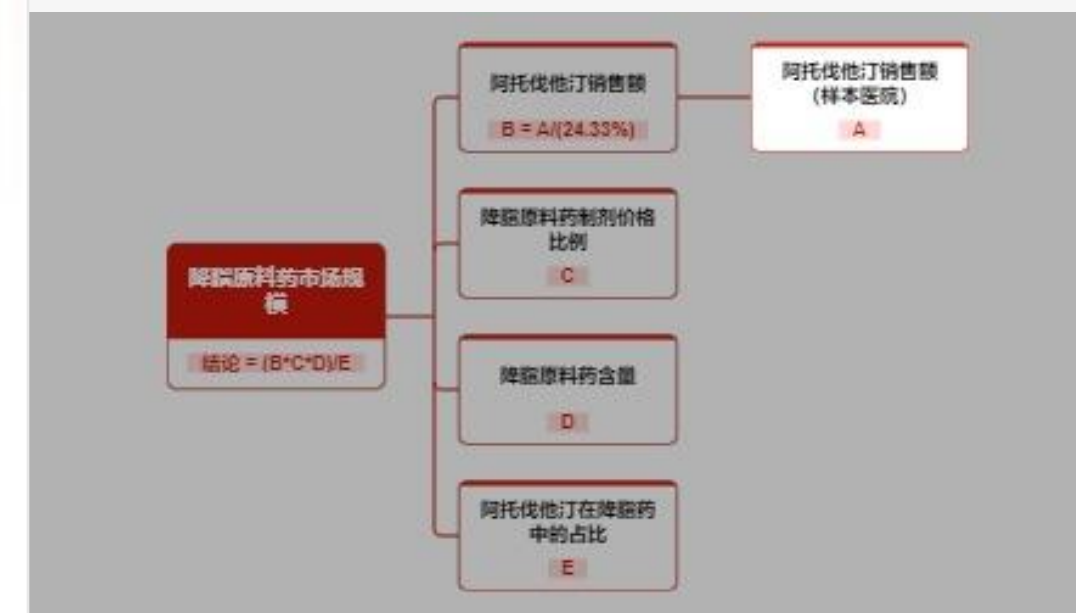 阿托伐他汀销售额
B = A/(24.33%)
阿托伐他汀销售额
(样本医院)
A
降脂原料药制剂价格
比例
C
降脂原料药市场规
模
结论 = (B*C*D)/E
降脂原料药含量
D
阿托伐他汀在降脂药
中的占比
E